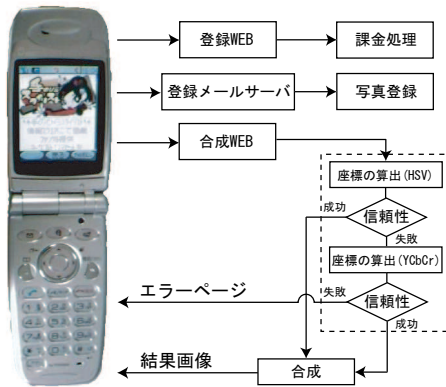 登録WEB
課金処理
登録メールサーバ
写真登録
合成WEB
座標の算出(HSV)
成功
信頼性
失敗
座標の算出(YCbCr)
エラーページ
失敗
信頼性
成功
結果画像
合成